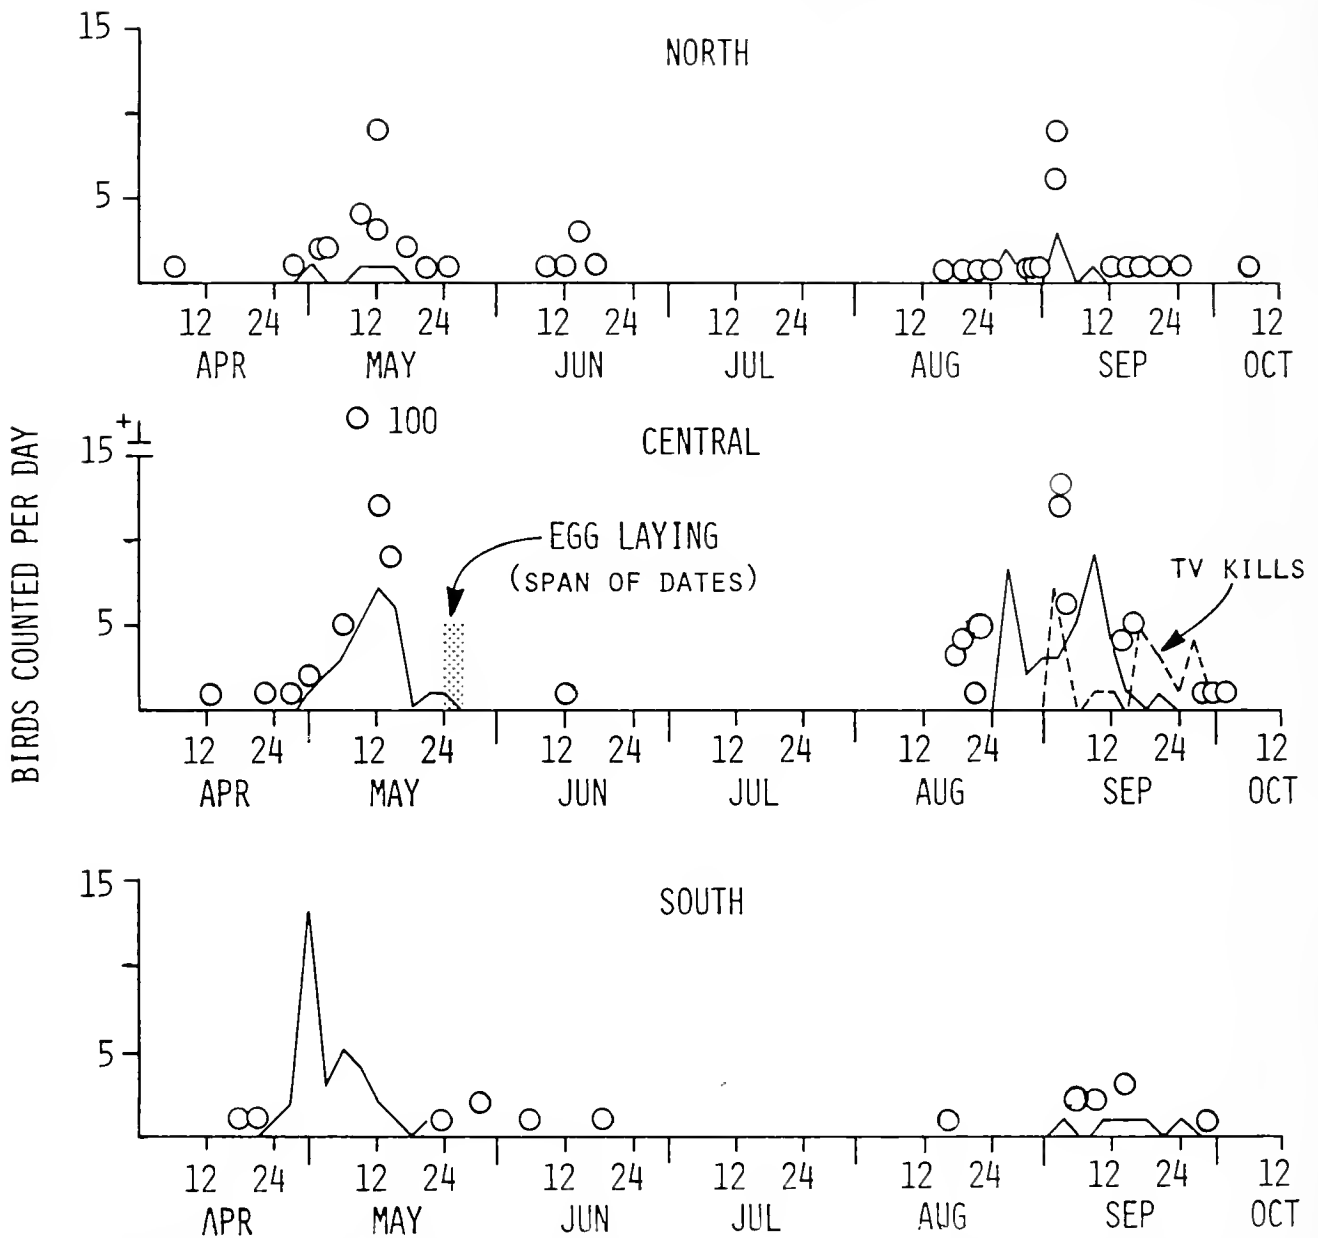 15
NORTH
5
12 24 12 24 12 24 12 24 12 24 12 24 12
APR MAY JUN JUL AUG SEP OCT
BIRDS COUNTED PER DAY
+
100
15
CENTRAL
EGG LAYING
(SPAN OF DATES)
TV KILLS
5
12 24 12 24 12 24 12 24 12 24 12 24 12
APR MAY JUN JUL AUG SEP OCT
15
SOUTH
5
12 24 12 24 12 24 12 24 12 24 12 24 12
APR MAY JUN JUL AUG SEP OCT